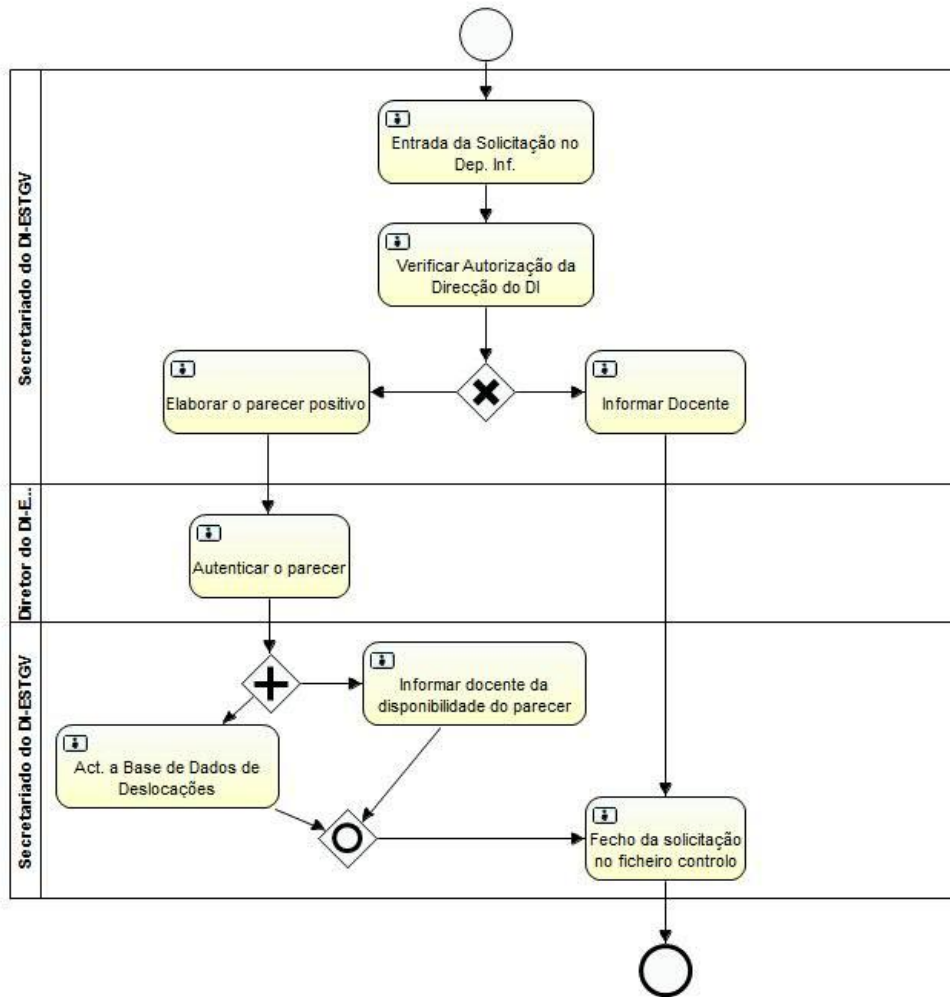 Secretariado do DI-ESTGV
Entrada da Solicitação no
Dep. Inf.
Verificar Autorização da
Direcção do DI
Elaborar o parecer positivo
Informar Docente
Diretor do DI-E...
Autenticar o parecer
Secretariado do DI-ESTGV
Informar docente da
disponibilidade do parecer
Act. a Base de Dados de
Deslocações
Fecho da solicitação
no ficheiro controlo